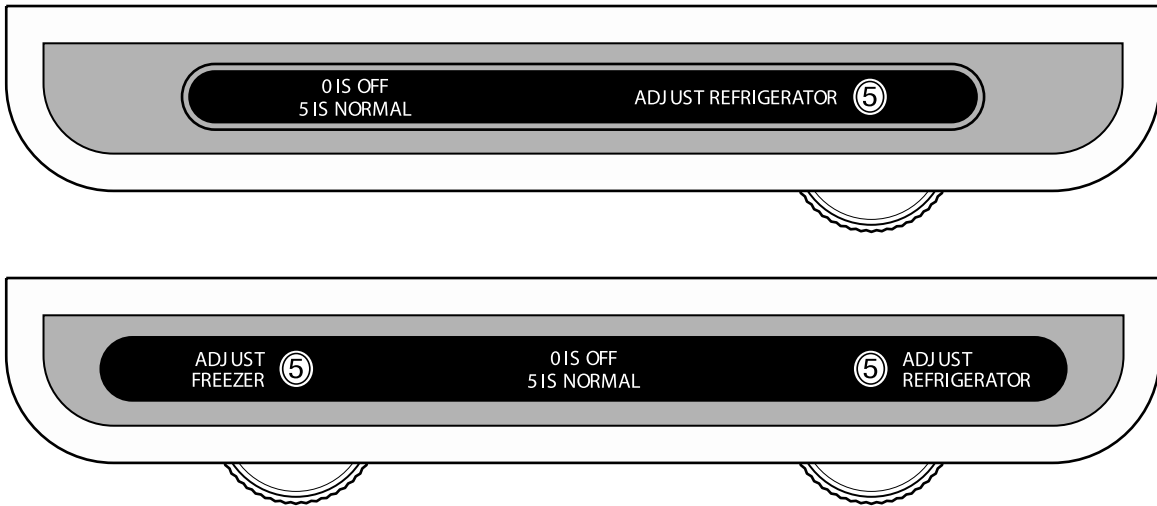 0 IS OFF
5 IS NORMAL
ADJUST REFRIGERATOR 5
ADJUST
FREEZER 5
0 IS OFF
5 IS NORMAL
5 ADJUST
REFRIGERATOR